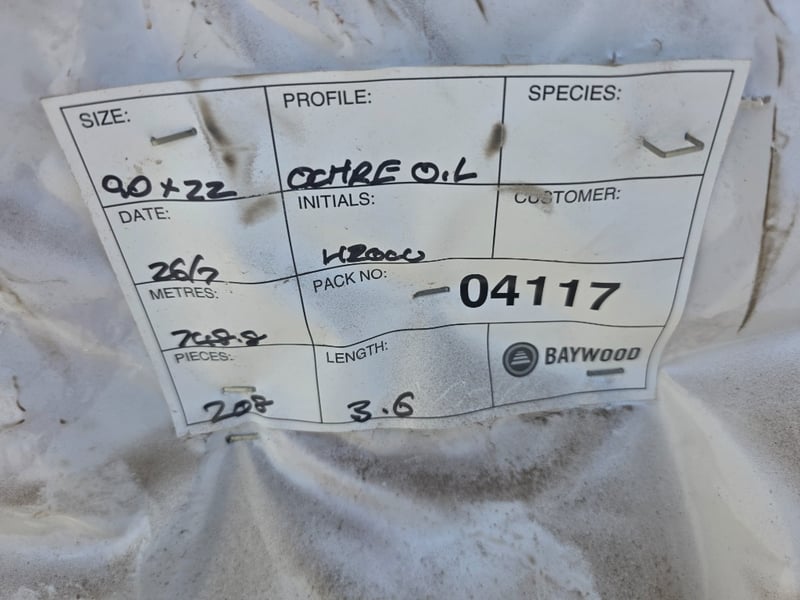 SIZE: PROFILE: SPECIES:
90 x 22 OCHRE OIL
DATE: INITIALS: CUSTOMER:
26/7
METRES: PACK NO: 04117
748.8
PIECES: LENGTH: BAYWOOD
208 3.6